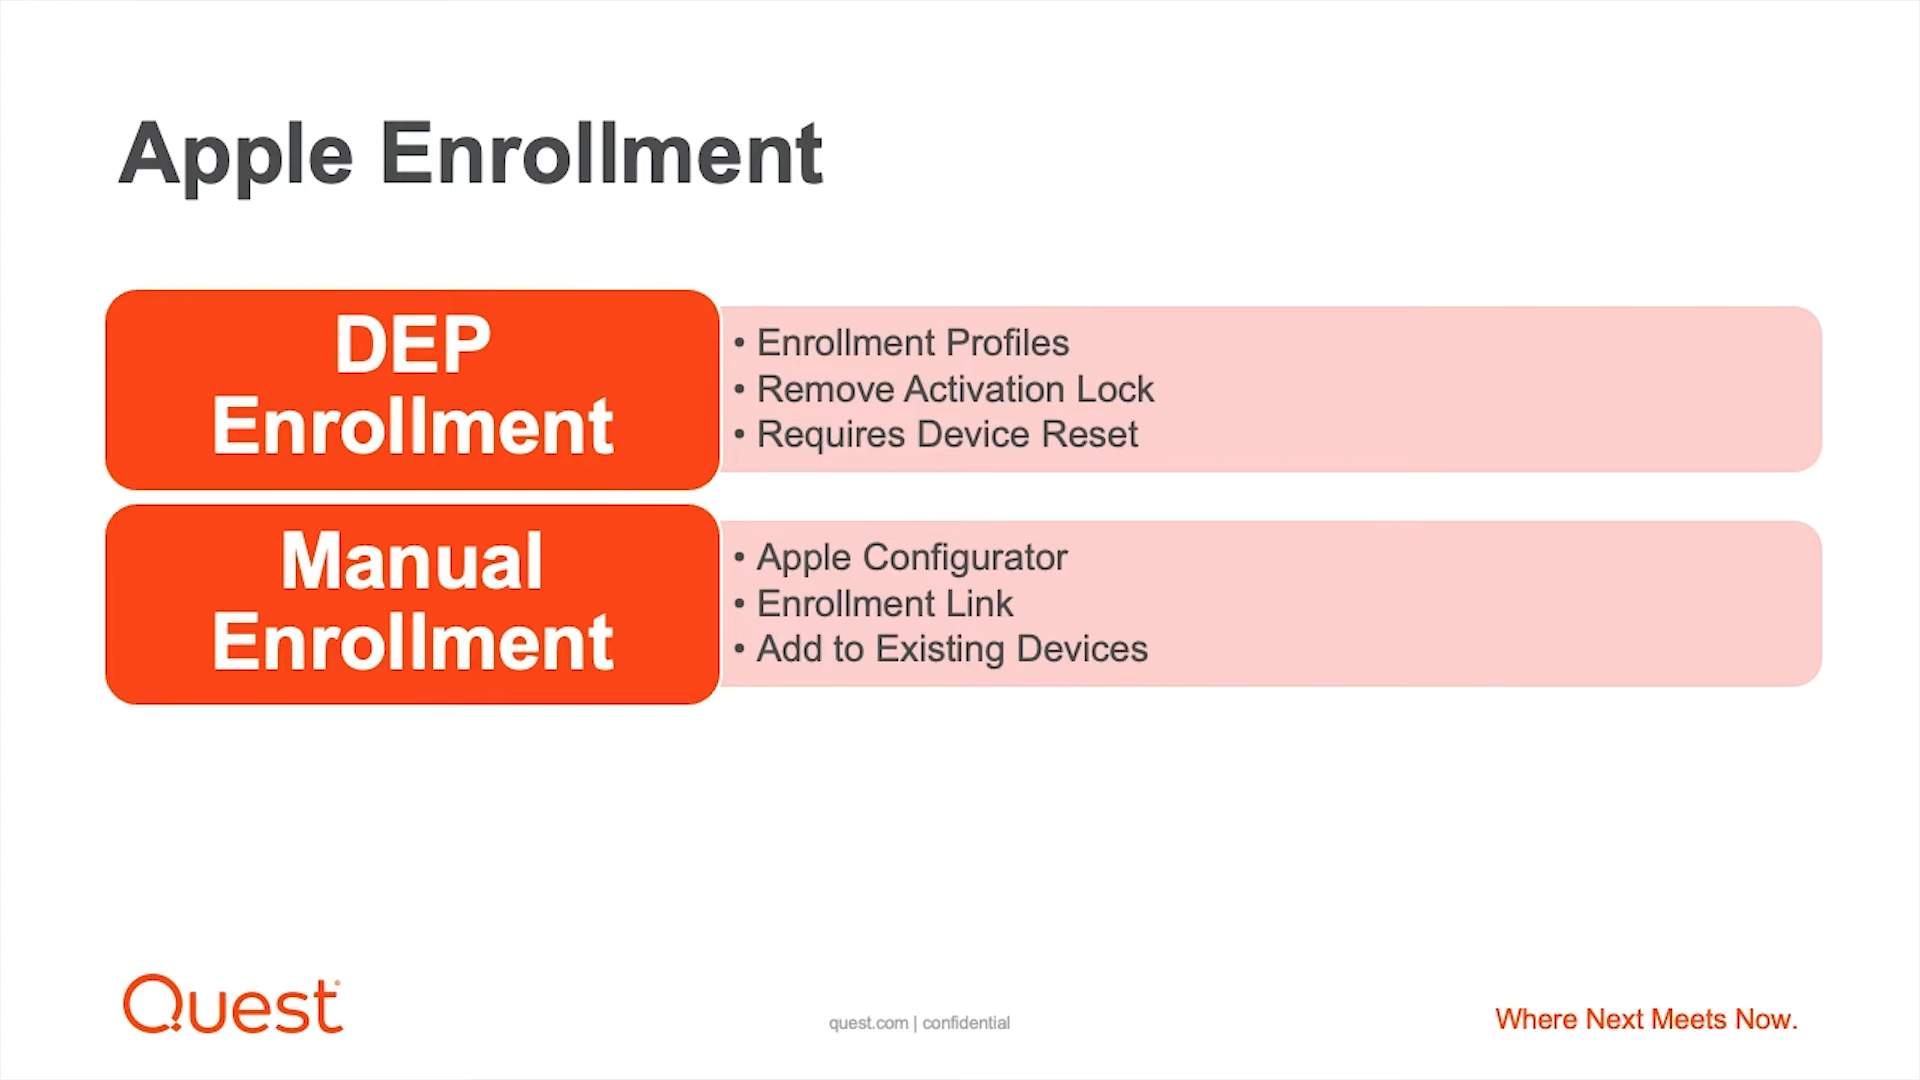 Apple Enrollment
DEP
Enrollment
• Enrollment Profiles
• Remove Activation Lock
• Requires Device Reset
Manual
Enrollment
• Apple Configurator
• Enrollment Link
• Add to Existing Devices
Quest
quest.com | confidential
Where Next Meets Now.